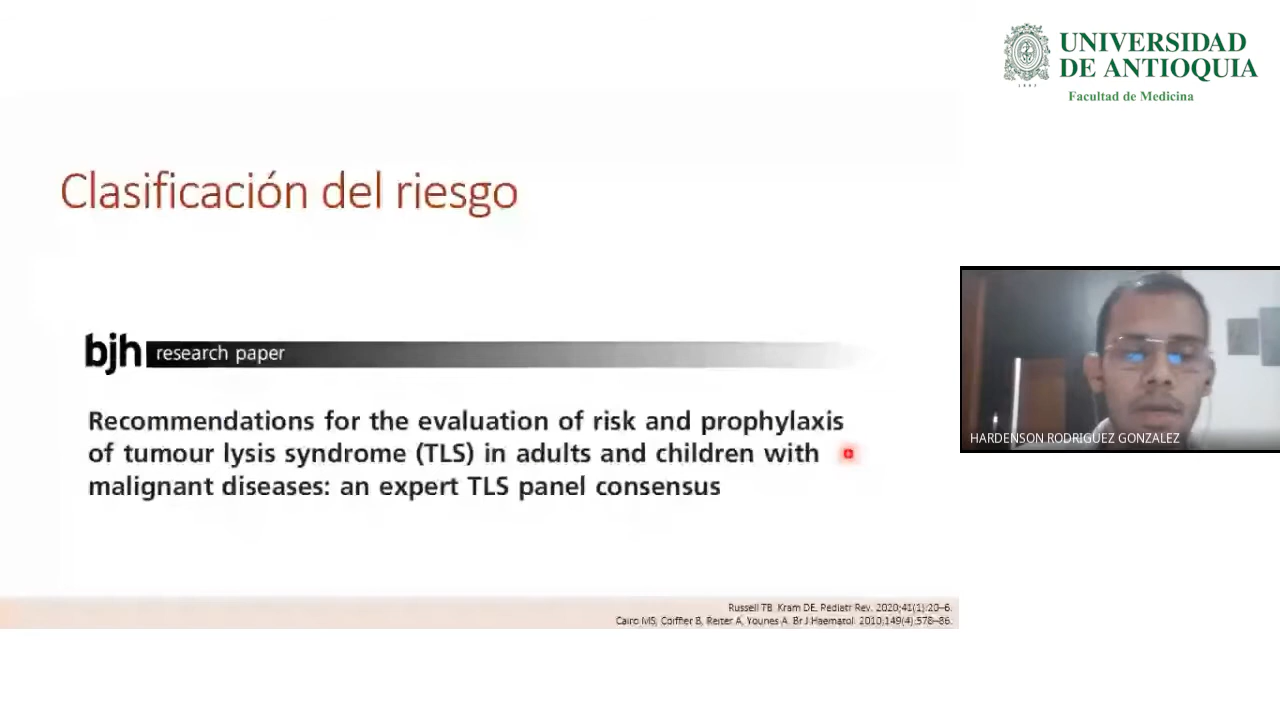 UNIVERSIDAD
DE ANTIOQUIA
Facultad de Medicina
Clasificación del riesgo
bjh research paper
Recommendations for the evaluation of risk and prophylaxis
of tumour lysis syndrome (TLS) in adults and children with
malignant diseases: an expert TLS panel consensus
HARDENSON RODRIGUEZ GONZALEZ
Russell TB, Kram DE. Pediatr Rev. 2020;41(1):20–6.
Cairo MS, Coiffier B, Reiter A, Younes A. Br J Haematol. 2010;149(4):578–86.